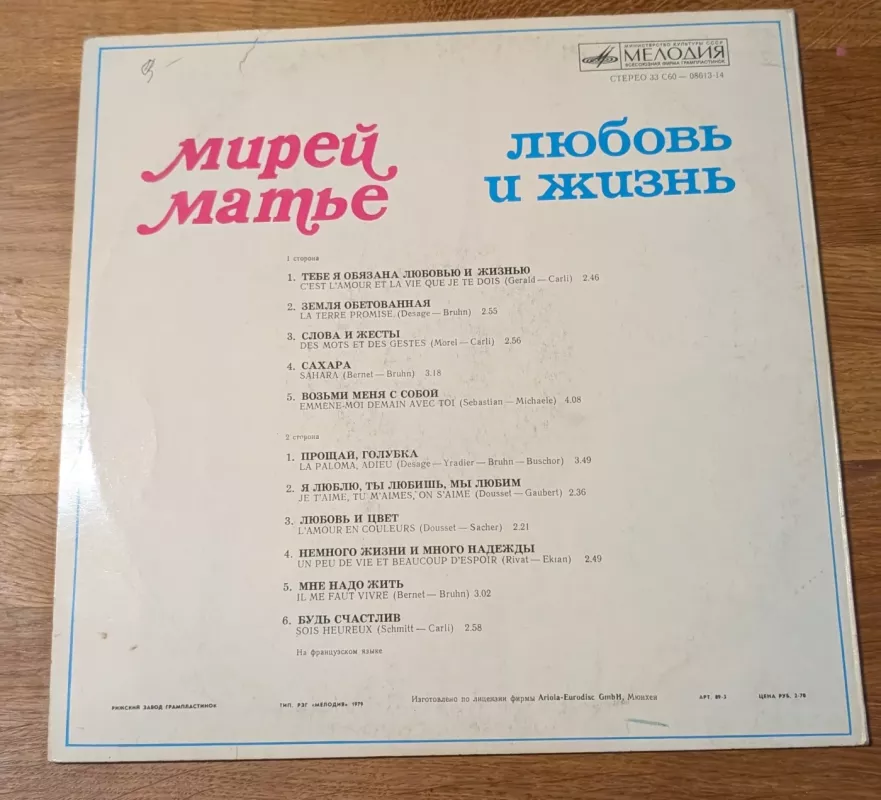 МИНИСТЕРСТВО КУЛЬТУРЫ СССР
МЕЛОДИЯ
ВСЕСОЮЗНАЯ ФИРМА ГРАМПЛАСТИНОК
СТЕРЕО 33 С60—08613-14
Мирей
Матье
любовь
и жизнь
1 сторона
1. ТЕБЕ Я ОБЯЗАНА ЛЮБОВЬЮ И ЖИЗНЬЮ
C'EST L'AMOUR ET LA VIE QUE JE TE DOIS (Gerald—Carli) 2.46
2. ЗЕМЛЯ ОБЕТОВАННАЯ
LA TERRE PROMISE (Desage—Bruhn) 2.55
3. СЛОВА И ЖЕСТЫ
DES MOTS ET DES GESTES (Morel—Carli) 2.56
4. САХАРА
SAHARA (Bernet—Bruhn) 3.18
5. ВОЗЬМИ МЕНЯ С СОБОЙ
EMMENE-MOI DEMAIN AVEC TOI (Sebastian—Michaele) 4.08
2 сторона
1. ПРОЩАЙ, ГОЛУБКА
LA PALOMA, ADIEU (Desage—Yradier—Bruhn—Buschor) 3.49
2. Я ЛЮБЛЮ, ТЫ ЛЮБИШЬ, МЫ ЛЮБИМ
JE T'AIME, TU M'AIMES, ON S'AIME (Dousset—Gaubert) 2.36
3. ЛЮБОВЬ И ЦВЕТ
L'AMOUR EN COULEURS (Dousset—Sacher) 2.21
4. НЕМНОГО ЖИЗНИ И МНОГО НАДЕЖДЫ
UN PEU DE VIE ET BEAUCOUP D'ESPOIR (Rivat—Ekian) 2.49
5. МНЕ НАДО ЖИТЬ
IL ME FAUT VIVRE (Bernet—Bruhn) 3.02
6. БУДЬ СЧАСТЛИВ
SOIS HEUREUX (Schmitt—Carli) 2.58
На французском языке
РИЖСКИЙ ЗАВОД ГРАМПЛАСТИНОК
ТИП. РЗГ «МЕЛОДИЯ» 1979
Изготовлено по лицензии фирмы Ariola-Eurodisc GmbH, Мюнхен
АРТ. 89-3
ЦЕНА РУБ. 2-70